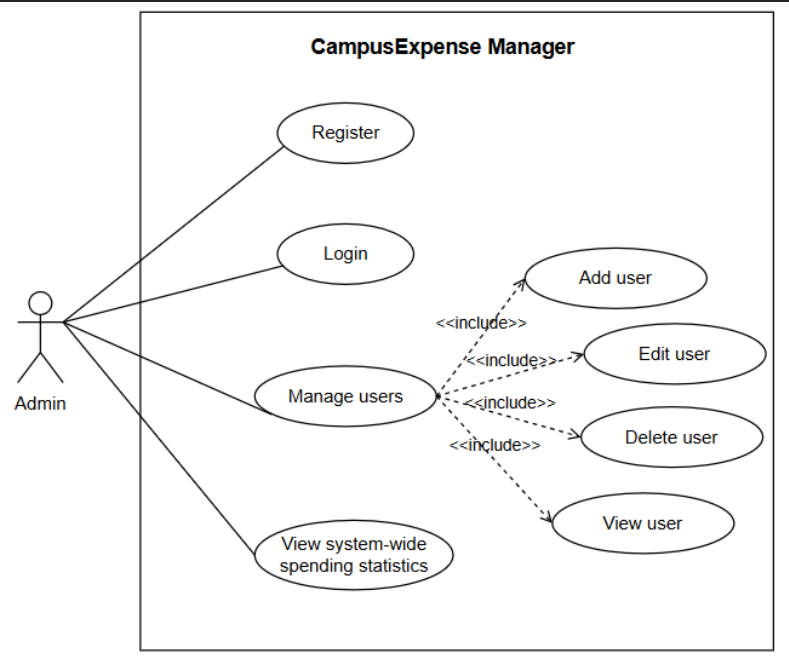 CampusExpense Manager
Register
Login
Add user
<<include>>
Edit user
<<include>>
Admin
Manage users
<<include>>
Delete user
<<include>>
View user
View system-wide
spending statistics